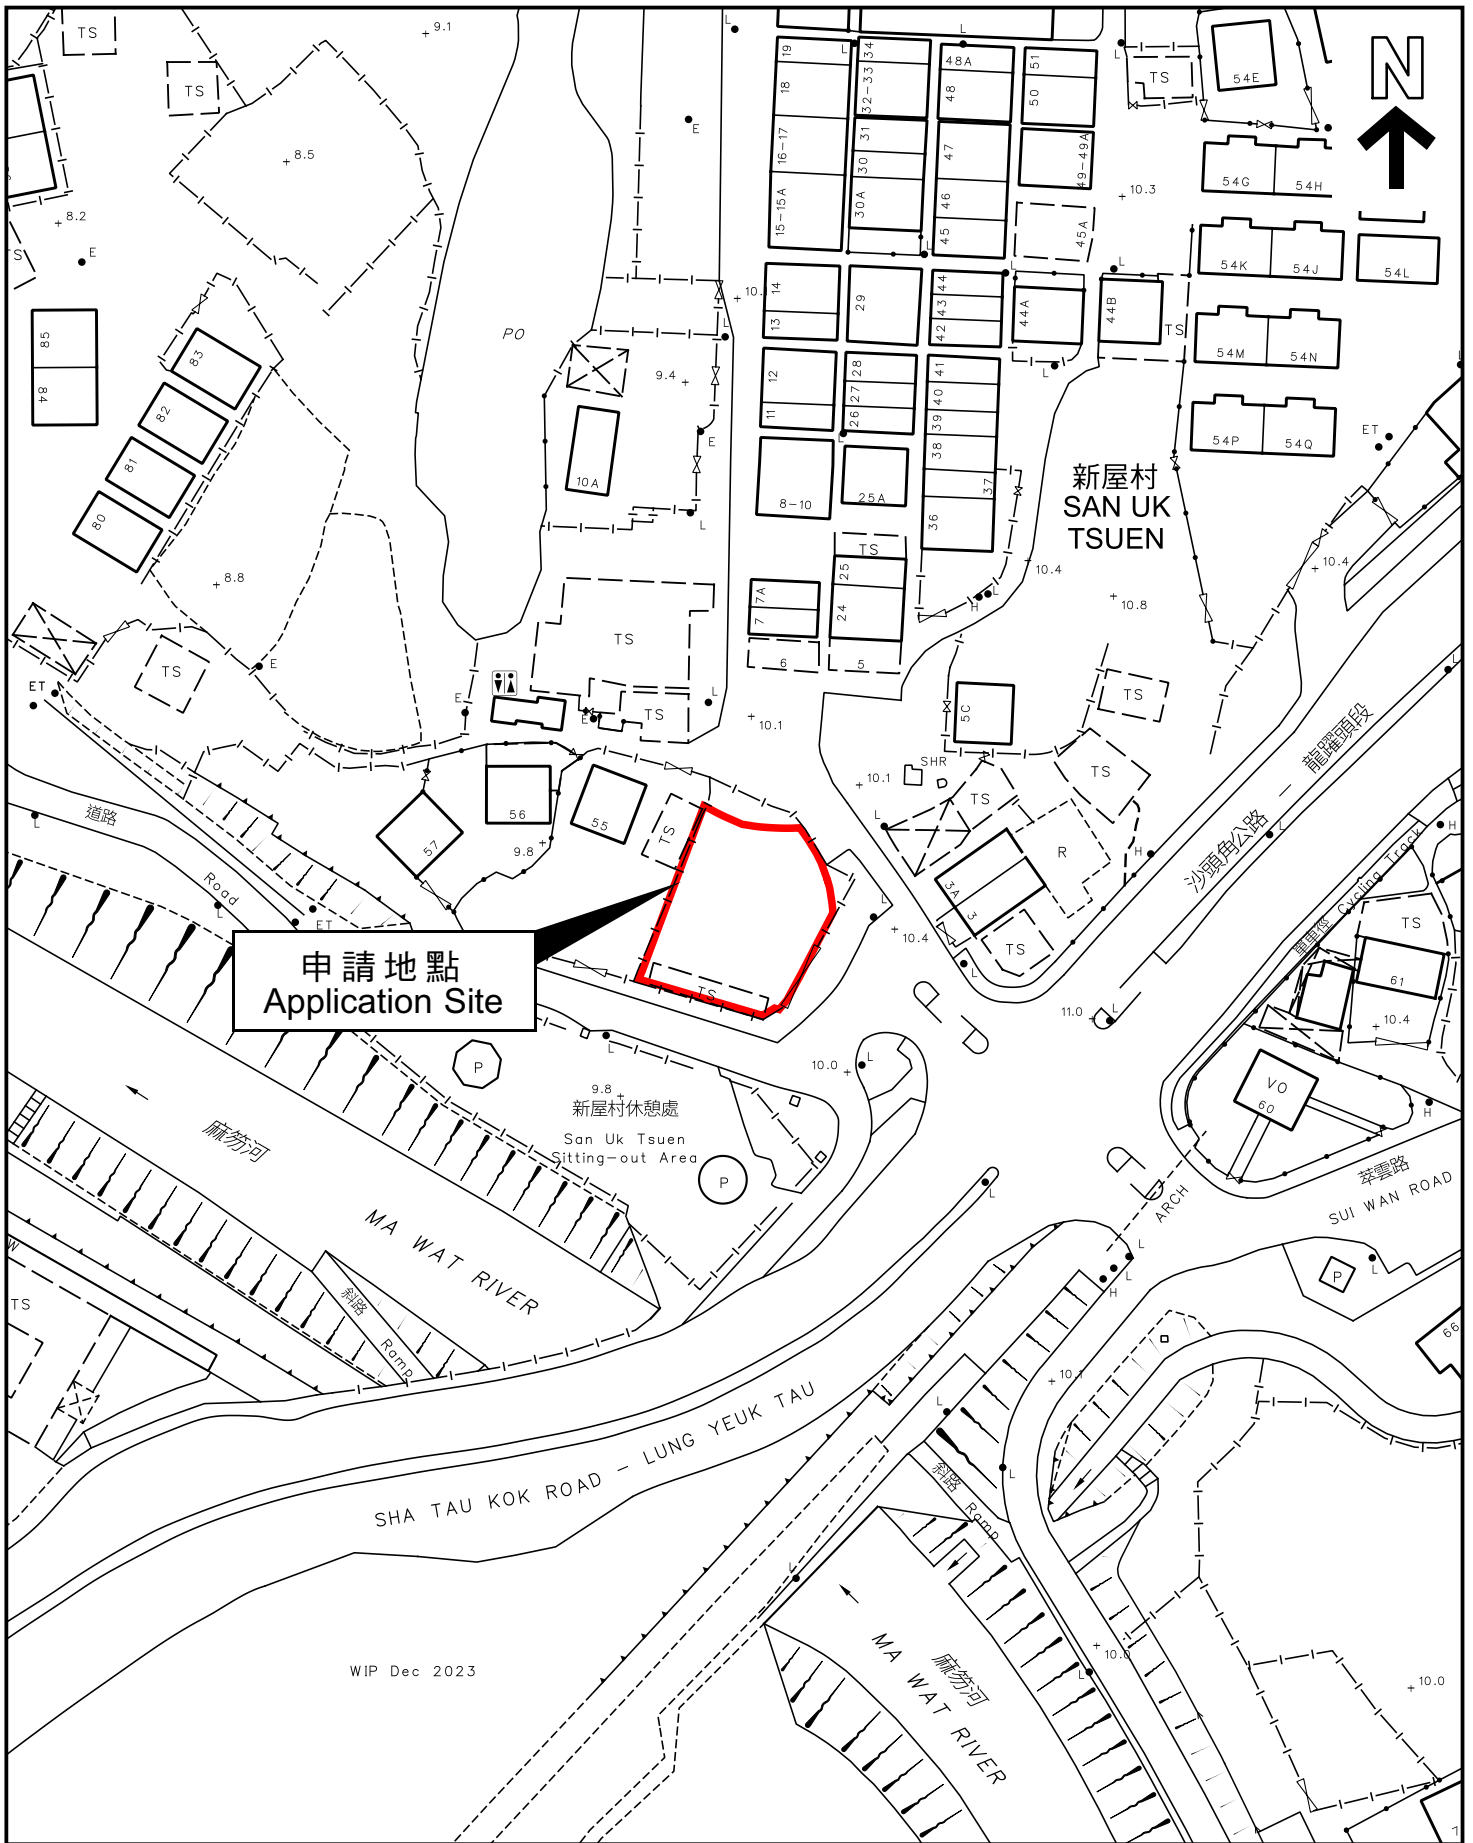 TS
9.1
L
L
L
L
N
19
34
48A
51
TS
54E
TS
18
32-33
48
50
E
8.5
16-17
31
47
49-49A
30
54G
54H
15-15A
30A
46
10.3
8.2
45
45A
E
TS
L
54K
54J
54L
14
29
44
44A
44B
10.
L
L
13
43
42
TS
54M
54N
85
83
PO
L
9.4
12
28
41
L
84
82
11
27
40
26
39
54P
54Q
ET
E
L
81
38
新屋村
SAN UK
TSUEN
10A
8-10
25A
37
80
L
36
TS
25
10.4
10.4
8.8
7A
24
H
L
10.8
7
TS
6
5
TS
E
TS
L
ET
E
E
TS
L
5C
10.1
龍躍頭段
SHR
TS
10.1
TS
道路
L
56
55
TS
L
沙頭角公路
L
H
57
9.8
R
H
單車徑 Cycling Track
Road
L
3A
3
TS
ET
L
10.4
TS
申請地點
Application Site
TS
L
61
11.0
L
10.4
P
L
10.0
L
VO
60
9.8
新屋村休憩處
San Uk Tsuen
Sitting-out Area
H
麻笏河
P
L
萃雲路
SUI WAN ROAD
ARCH
MA WAT RIVER
W
L
L
H
L
P
TS
斜路
Ramp
66
10.1
SHA TAU KOK ROAD - LUNG YEUK TAU
L
斜路 Ramp
L
L
WIP Dec 2023
麻笏河
MA WAT RIVER
10.0
L
10.0